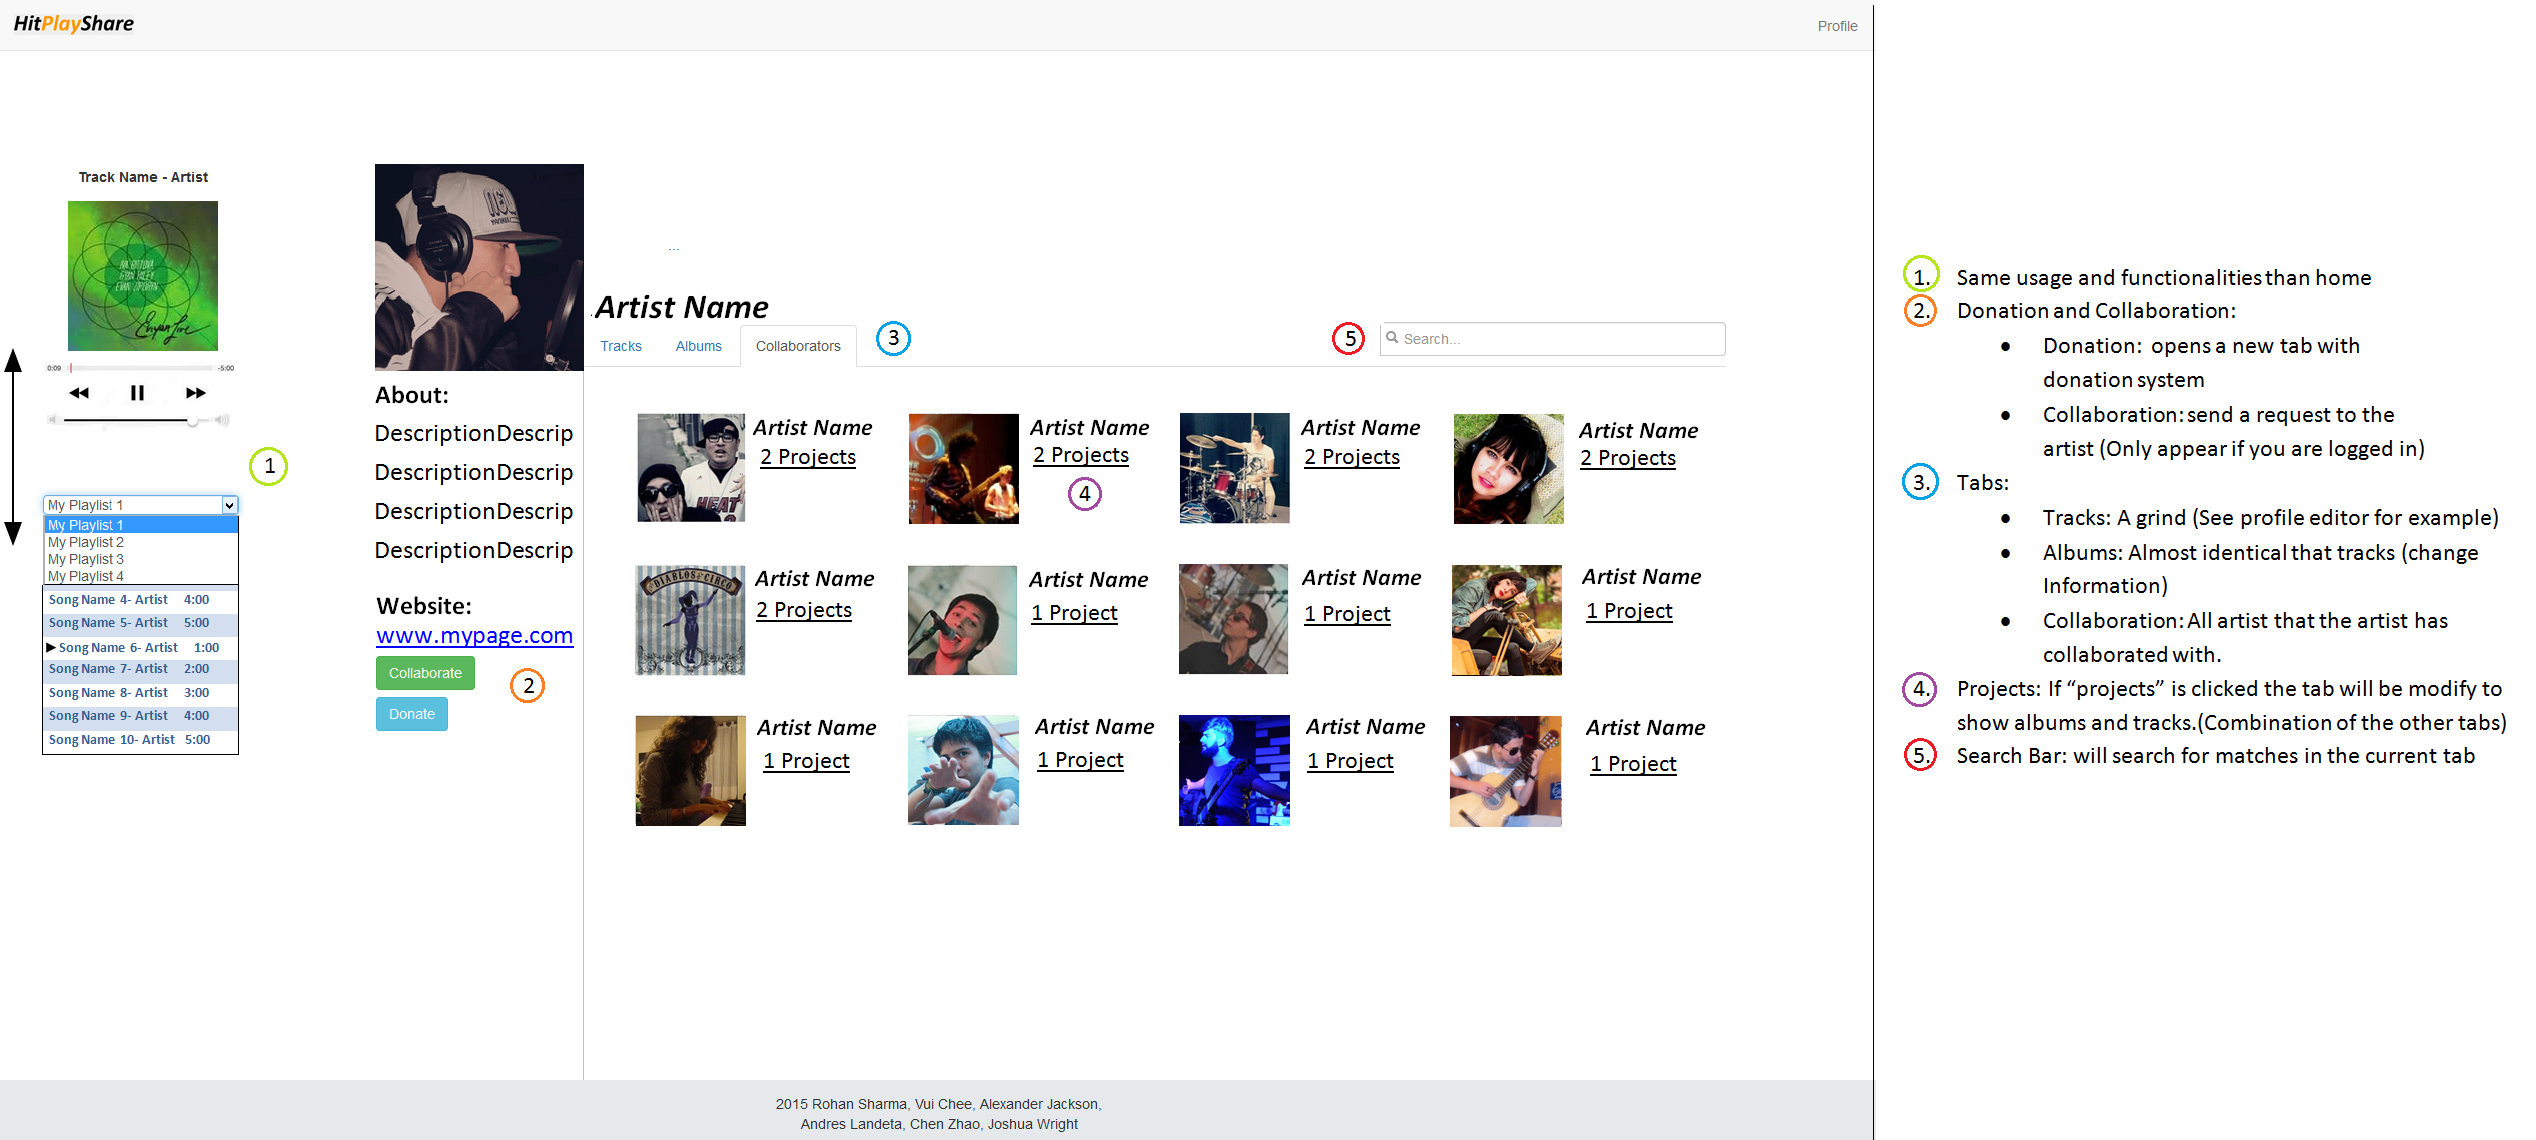 HitPlayShare
Profile
Track Name - Artist
0:09
-5:00
1
My Playlist 1
My Playlist 1
My Playlist 2
My Playlist 3
My Playlist 4
Song Name 4- Artist 4:00
Song Name 5- Artist 5:00
Song Name 6- Artist 1:00
Song Name 7- Artist 2:00
Song Name 8- Artist 3:00
Song Name 9- Artist 4:00
Song Name 10- Artist 5:00
About:
DescriptionDescrip
DescriptionDescrip
DescriptionDescrip
DescriptionDescrip
Website:
www.mypage.com
Collaborate
2
Donate
...
Artist Name
Tracks Albums Collaborators 3
5 Search...
Artist Name Artist Name Artist Name Artist Name
2 Projects 2 Projects 2 Projects 2 Projects
4
HEAT
DIABLOS CIRCO
Artist Name Artist Name Artist Name Artist Name
2 Projects 1 Project 1 Project 1 Project
Artist Name Artist Name Artist Name Artist Name
1 Project 1 Project 1 Project 1 Project
1. Same usage and functionalities than home
2. Donation and Collaboration:
• Donation: opens a new tab with
donation system
• Collaboration: send a request to the
artist (Only appear if you are logged in)
3. Tabs:
• Tracks: A grind (See profile editor for example)
• Albums: Almost identical that tracks (change
Information)
• Collaboration: All artist that the artist has
collaborated with.
4. Projects: If “projects” is clicked the tab will be modify to
show albums and tracks.(Combination of the other tabs)
5. Search Bar: will search for matches in the current tab
2015 Rohan Sharma, Vui Chee, Alexander Jackson,
Andres Landeta, Chen Zhao, Joshua Wright